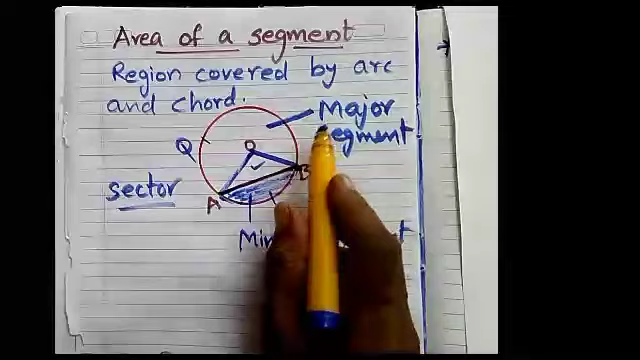 Area of a segment
Region covered by arc
and chord.
Major
segment
Q
O
B
sector
A